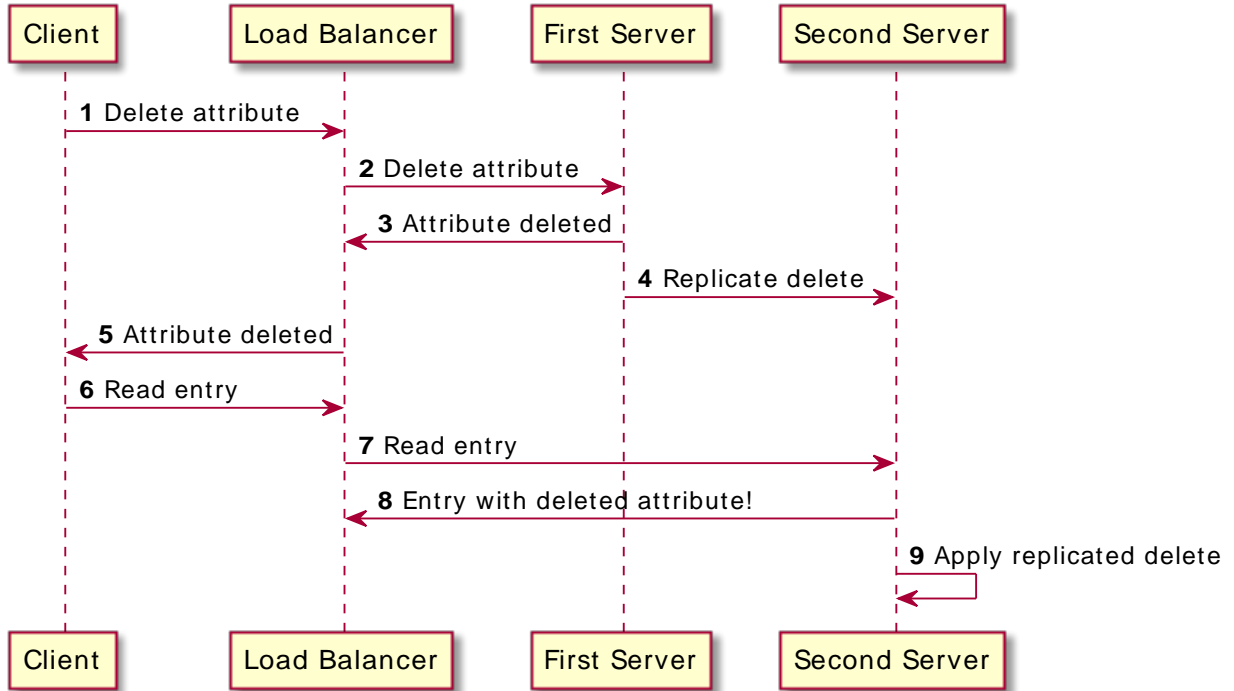 Client
Load Balancer
First Server
Second Server
1 Delete attribute
2 Delete attribute
3 Attribute deleted
4 Replicate delete
5 Attribute deleted
6 Read entry
7 Read entry
8 Entry with deleted attribute!
9 Apply replicated delete
Client
Load Balancer
First Server
Second Server